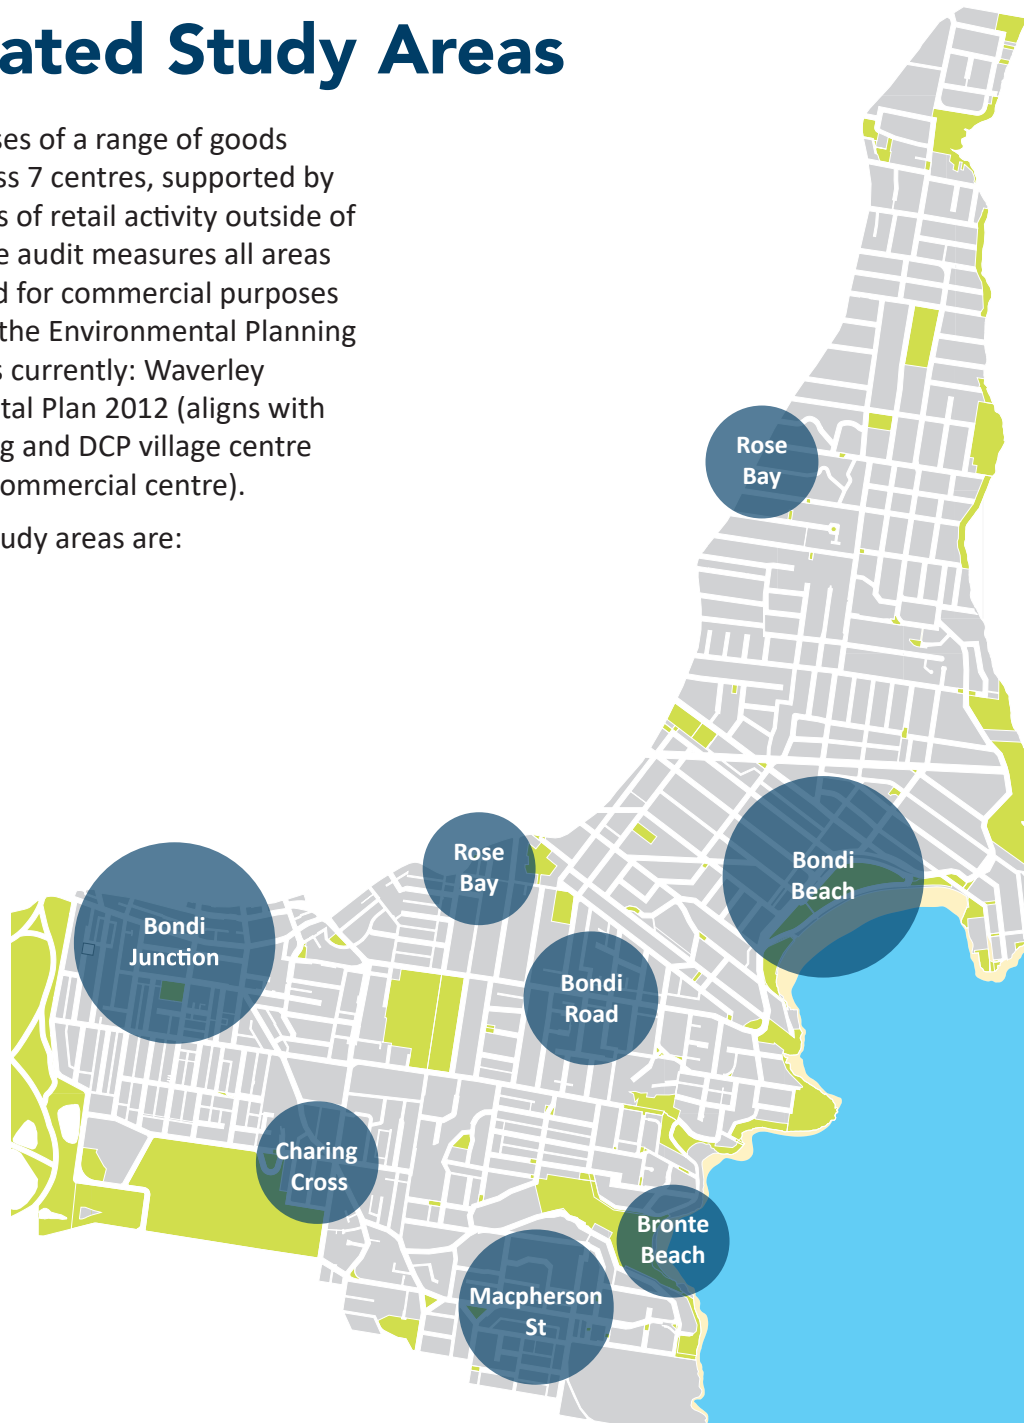 ated Study Areas
ses of a range of goods
ss 7 centres, supported by
s of retail activity outside of
e audit measures all areas
d for commercial purposes
the Environmental Planning
s currently: Waverley
tal Plan 2012 (aligns with
g and DCP village centre
ommercial centre).
tudy areas are:
Rose
Bay
Rose
Bay
Bondi
Beach
Bondi
Junction
Bondi
Road
Charing
Cross
Bronte
Beach
Macpherson
St